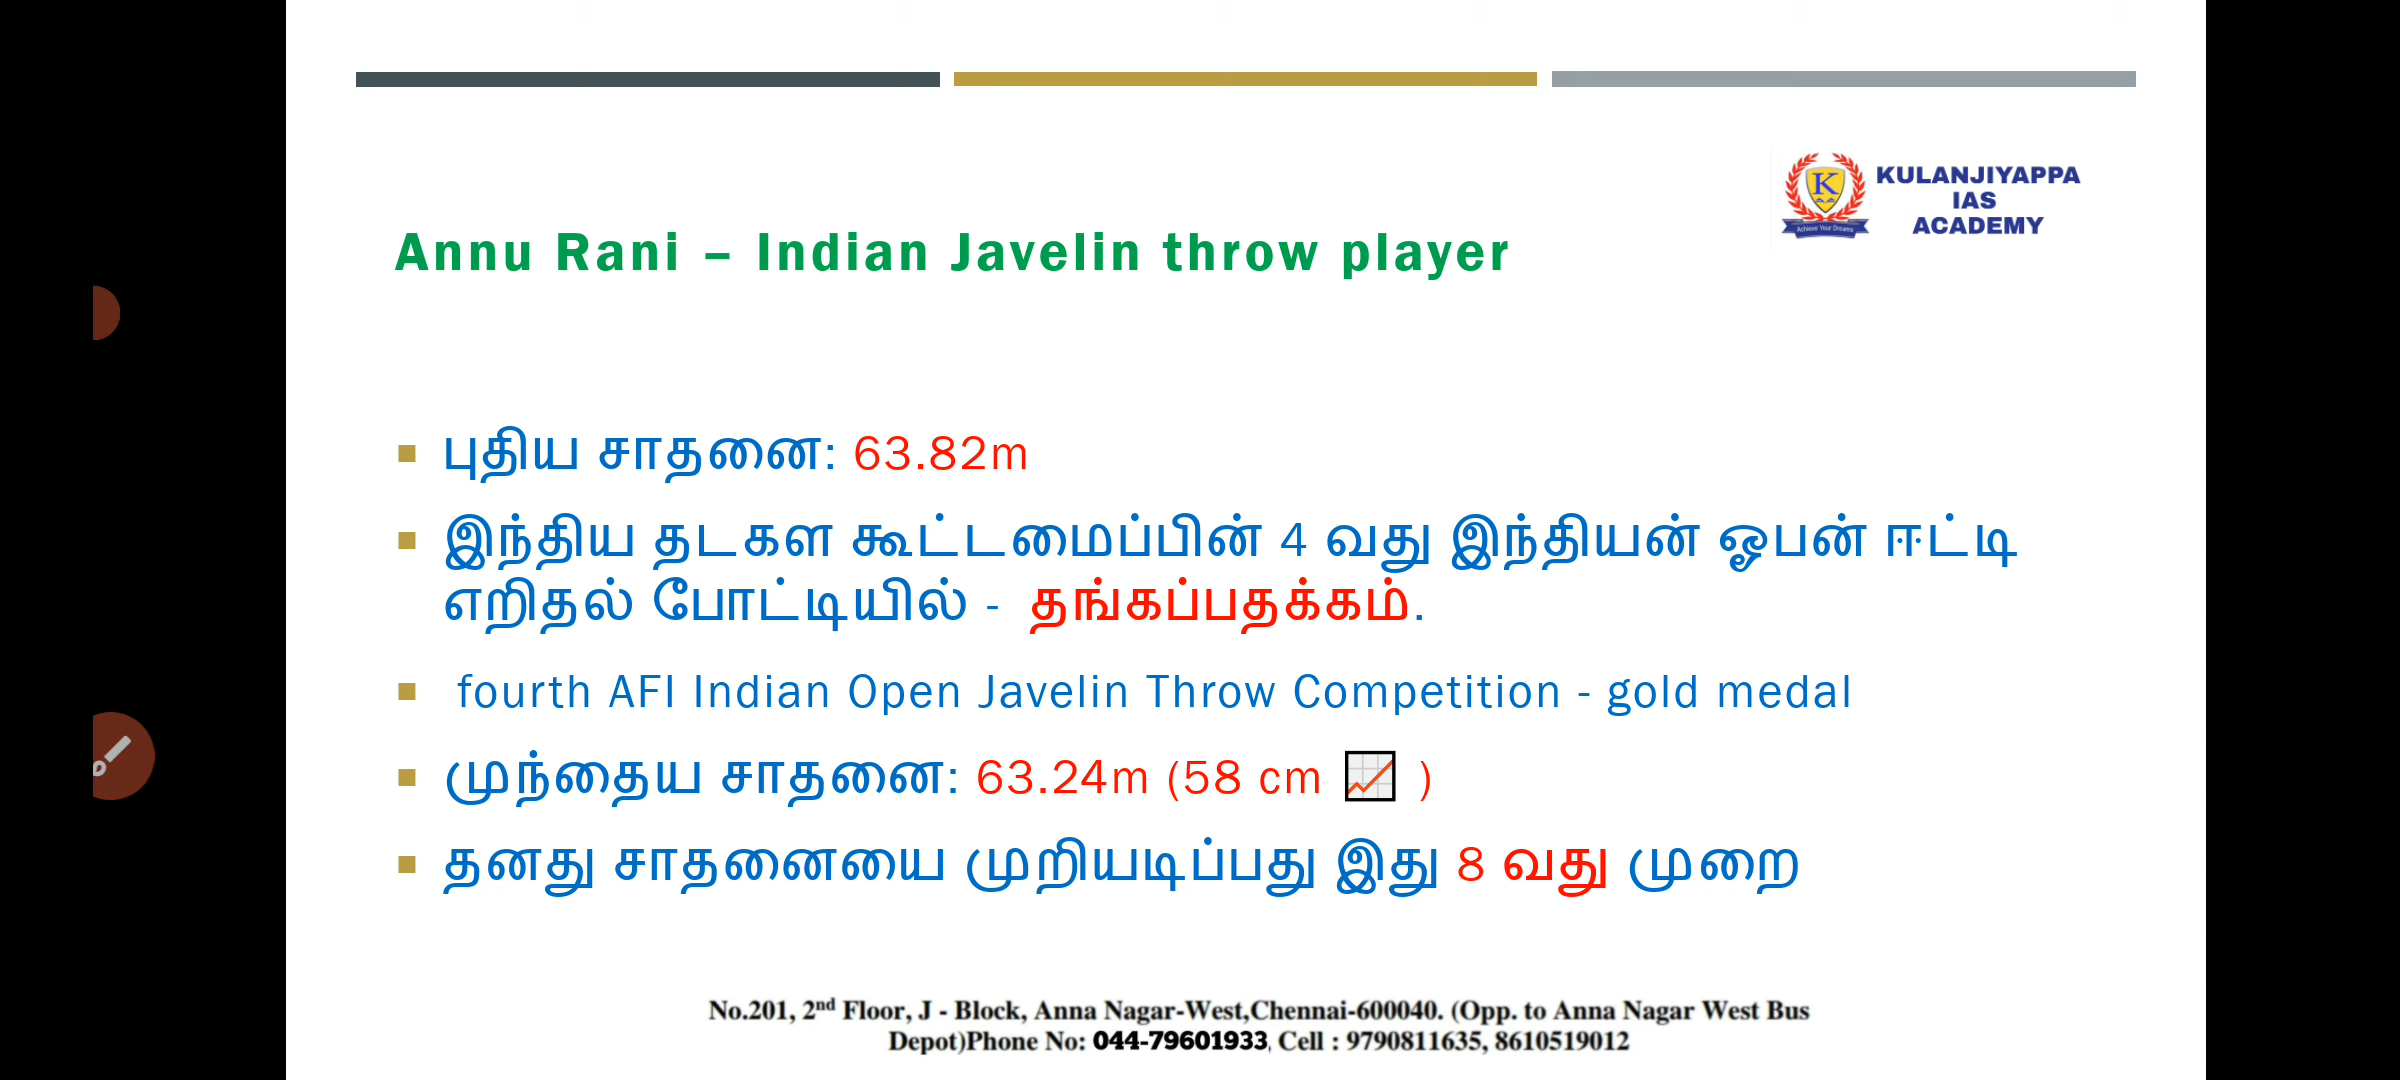 KULANJIYAPPA
IAS
ACADEMY
K
Achieve Your Dreams
Annu Rani – Indian Javelin throw player
▪ புதிய சாதனை: 63.82m
▪ இந்திய தடகள கூட்டமைப்பின் 4 வது இந்தியன் ஓபன் ஈட்டி
எறிதல் போட்டியில் - தங்கப்பதக்கம்.
▪ fourth AFI Indian Open Javelin Throw Competition - gold medal
▪ முந்தைய சாதனை: 63.24m (58 cm 📈 )
▪ தனது சாதனையை முறியடிப்பது இது 8 வது முறை
No.201, 2nd Floor, J - Block, Anna Nagar-West,Chennai-600040. (Opp. to Anna Nagar West Bus
Depot)Phone No: 044-79601933, Cell : 9790811635, 8610519012